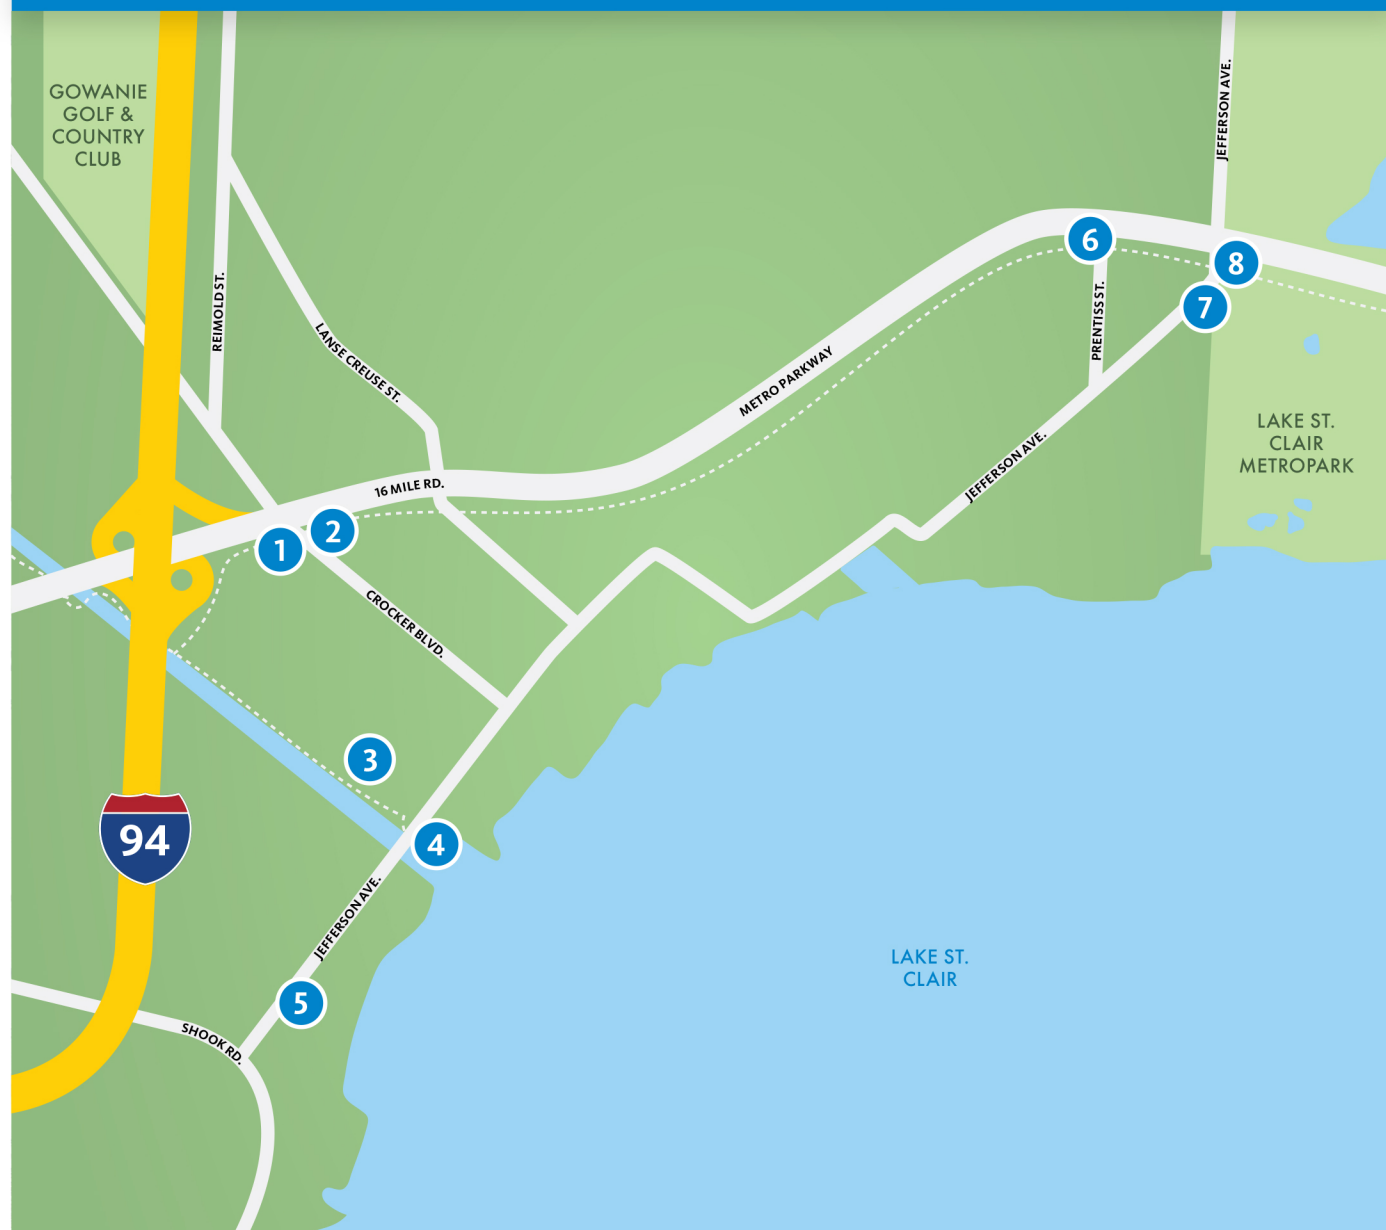 JEFFERSON AVE.
GOWANIE
GOLF &
COUNTRY
CLUB
6
8
REIMOLD ST.
7
PRENTISS ST.
LANSE CREUSE ST.
METRO PARKWAY
LAKE ST.
CLAIR
METROPARK
JEFFERSON AVE.
16 MILE RD.
2
1
CROCKER BLVD.
3
94
4
JEFFERSON AVE.
LAKE ST.
CLAIR
5
SHOOK RD.